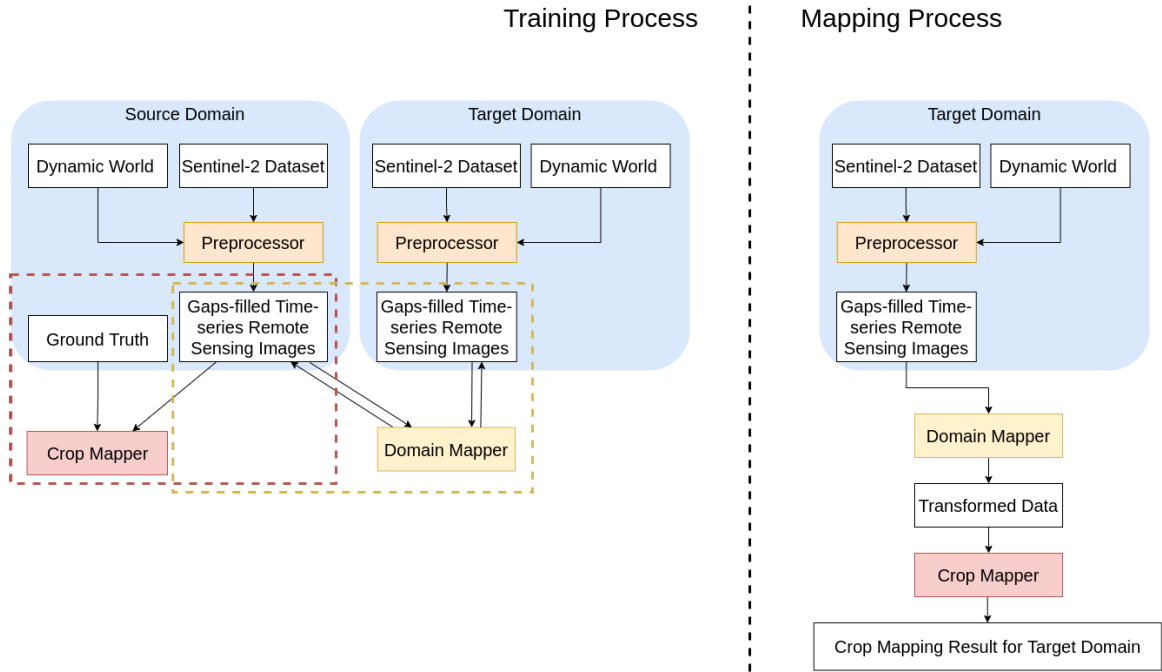 Training Process
Mapping Process
Source Domain
Dynamic World
Sentinel-2 Dataset
Preprocessor
Ground Truth
Gaps-filled Time-
series Remote
Sensing Images
Crop Mapper
Target Domain
Sentinel-2 Dataset
Dynamic World
Preprocessor
Gaps-filled Time-
series Remote
Sensing Images
Domain Mapper
Target Domain
Sentinel-2 Dataset
Dynamic World
Preprocessor
Gaps-filled Time-
series Remote
Sensing Images
Domain Mapper
Transformed Data
Crop Mapper
Crop Mapping Result for Target Domain